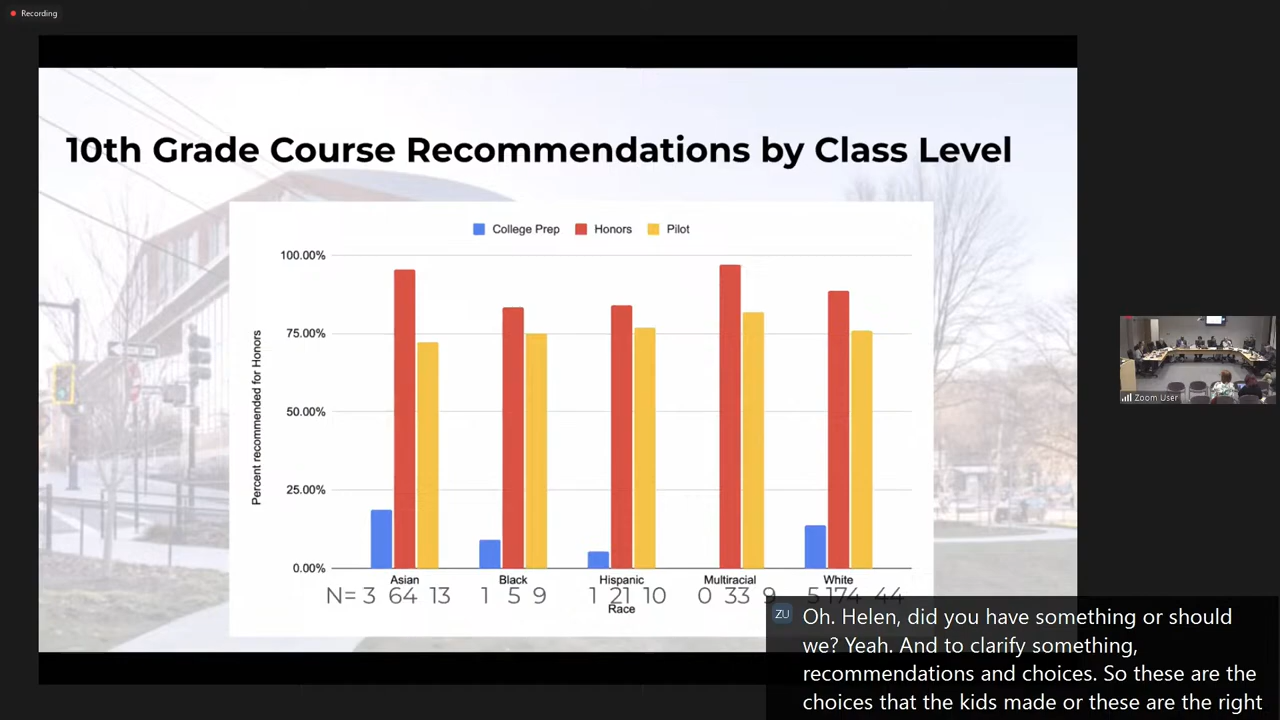 Recording
10th Grade Course Recommendations by Class Level
College Prep Honors Pilot
Percent recommended for Honors
100.00%
75.00%
50.00%
25.00%
0.00%
Asian Black Hispanic Multiracial White
N= 3 64 13 1 5 9 1 21 10 0 33 9 5 174 44
Race
Zoom User
ZU
Oh. Helen, did you have something or should
we? Yeah. And to clarify something,
recommendations and choices. So these are the
choices that the kids made or these are the right